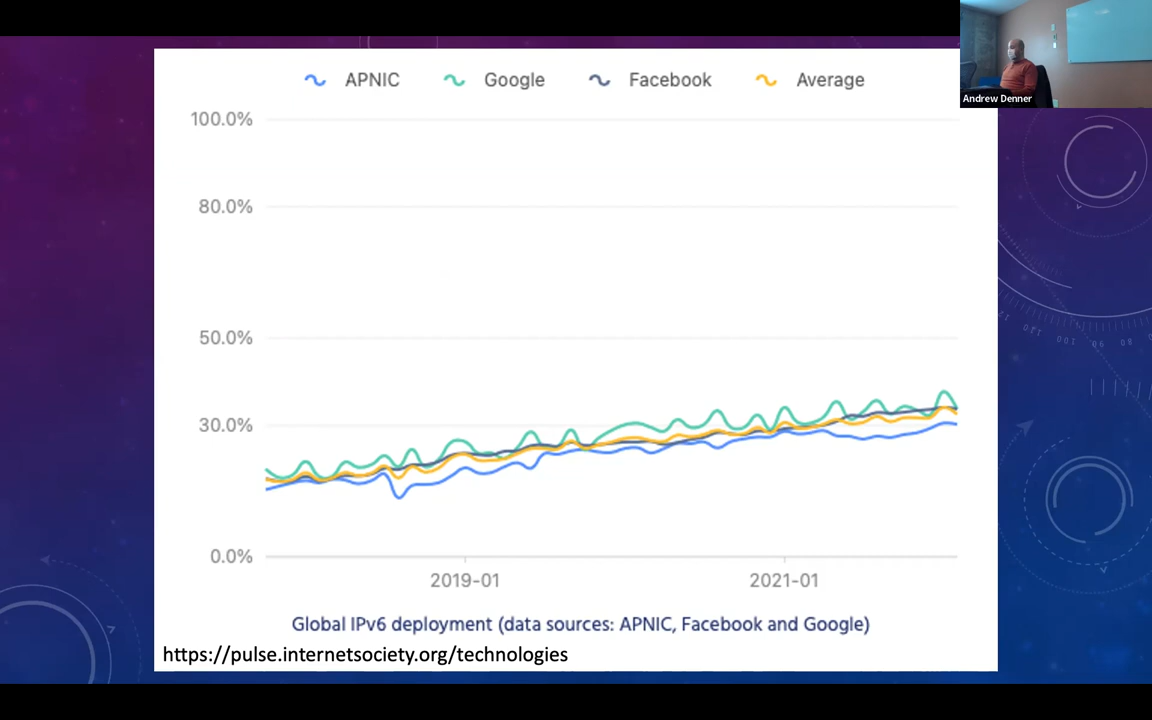 APNIC Google Facebook Average
100.0%
80.0%
50.0%
30.0%
0.0%
2019-01 2021-01
Global IPv6 deployment (data sources: APNIC, Facebook and Google)
https://pulse.internetsociety.org/technologies
Andrew Denner